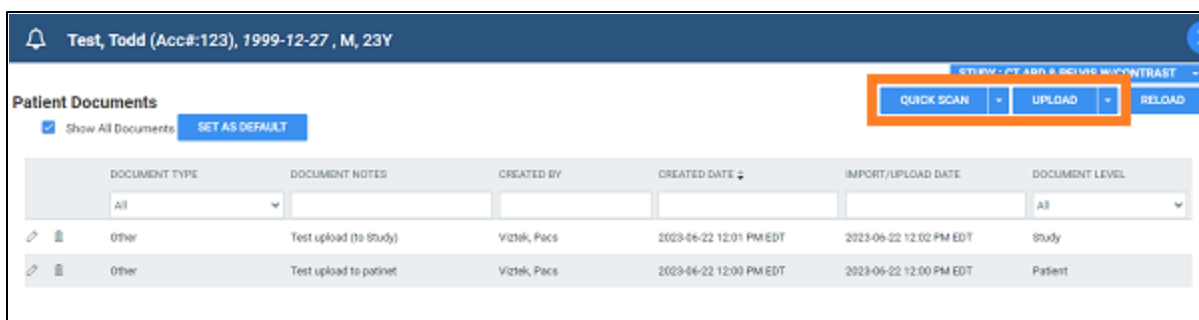 Test, Todd (Acc#:123), 1999-12-27 , M, 23Y
STUDY : CT ABD & PELVIS W/CONTRAST
Patient Documents
QUICK SCAN UPLOAD RELOAD
Show All Documents SET AS DEFAULT
DOCUMENT TYPE DOCUMENT NOTES CREATED BY CREATED DATE IMPORT/UPLOAD DATE DOCUMENT LEVEL
All All
Other Test upload (to Study) Viztek, Pacs 2023-06-22 12:01 PM EDT 2023-06-22 12:02 PM EDT Study
Other Test upload to patinet Viztek, Pacs 2023-06-22 12:00 PM EDT 2023-06-22 12:00 PM EDT Patient